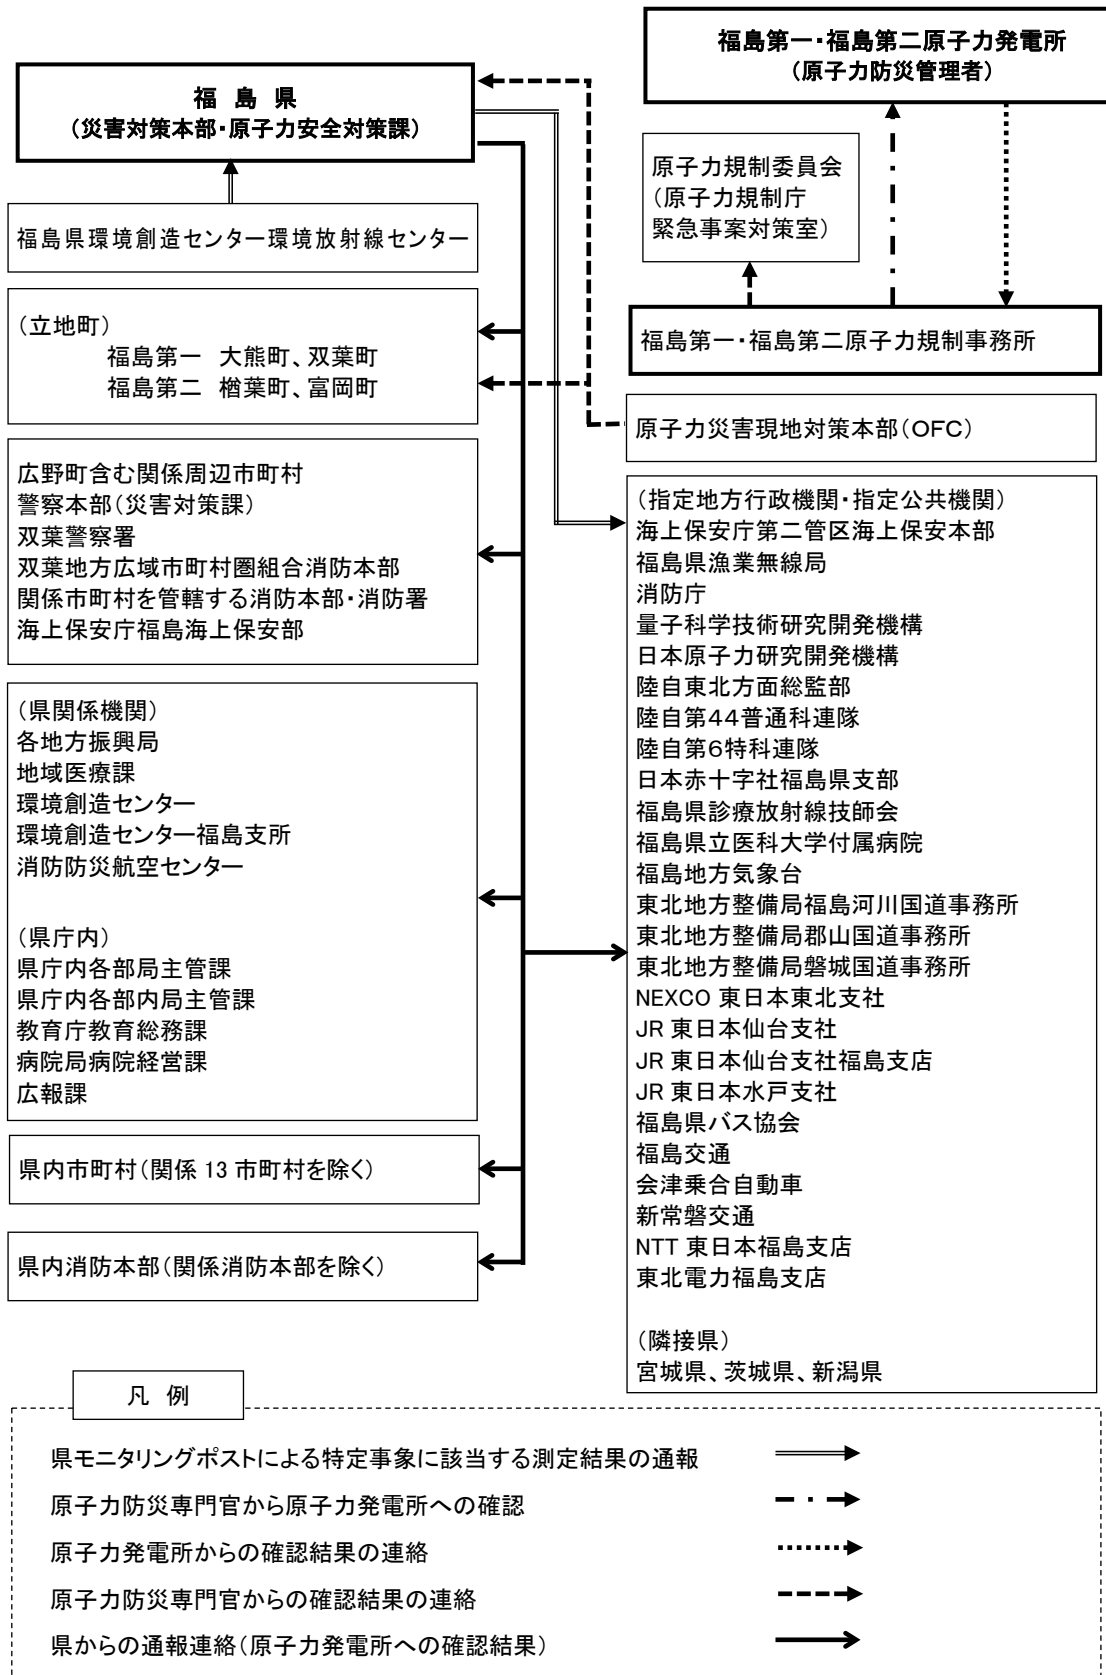 福島第一・福島第二原子力発電所
(原子力防災管理者)
福 島 県
(災害対策本部・原子力安全対策課)
原子力規制委員会
(原子力規制庁
緊急事案対策室)
福島県環境創造センター環境放射線センター
(立地町)
福島第一 大熊町、双葉町
福島第二 楢葉町、富岡町
福島第一・福島第二原子力規制事務所
原子力災害現地対策本部(OFC)
広野町含む関係周辺市町村
警察本部(災害対策課)
双葉警察署
双葉地方広域市町村圏組合消防本部
関係市町村を管轄する消防本部・消防署
海上保安庁福島海上保安部
(県関係機関)
各地方振興局
地域医療課
環境創造センター
環境創造センター福島支所
消防防災航空センター
(県庁内)
県庁内各部局主管課
県庁内各部内局主管課
教育庁教育総務課
病院局病院経営課
広報課
県内市町村(関係 13 市町村を除く)
県内消防本部(関係消防本部を除く)
(指定地方行政機関・指定公共機関)
海上保安庁第二管区海上保安本部
福島県漁業無線局
消防庁
量子科学技術研究開発機構
日本原子力研究開発機構
陸自東北方面総監部
陸自第44普通科連隊
陸自第6特科連隊
日本赤十字社福島県支部
福島県診療放射線技師会
福島県立医科大学付属病院
福島地方気象台
東北地方整備局福島河川国道事務所
東北地方整備局郡山国道事務所
東北地方整備局磐城国道事務所
NEXCO 東日本東北支社
JR 東日本仙台支社
JR 東日本仙台支社福島支店
JR 東日本水戸支社
福島県バス協会
福島交通
会津乗合自動車
新常磐交通
NTT 東日本福島支店
東北電力福島支店
(隣接県)
宮城県、茨城県、新潟県
凡 例
県モニタリングポストによる特定事象に該当する測定結果の通報
原子力防災専門官から原子力発電所への確認
原子力発電所からの確認結果の連絡
原子力防災専門官からの確認結果の連絡
県からの通報連絡(原子力発電所への確認結果)